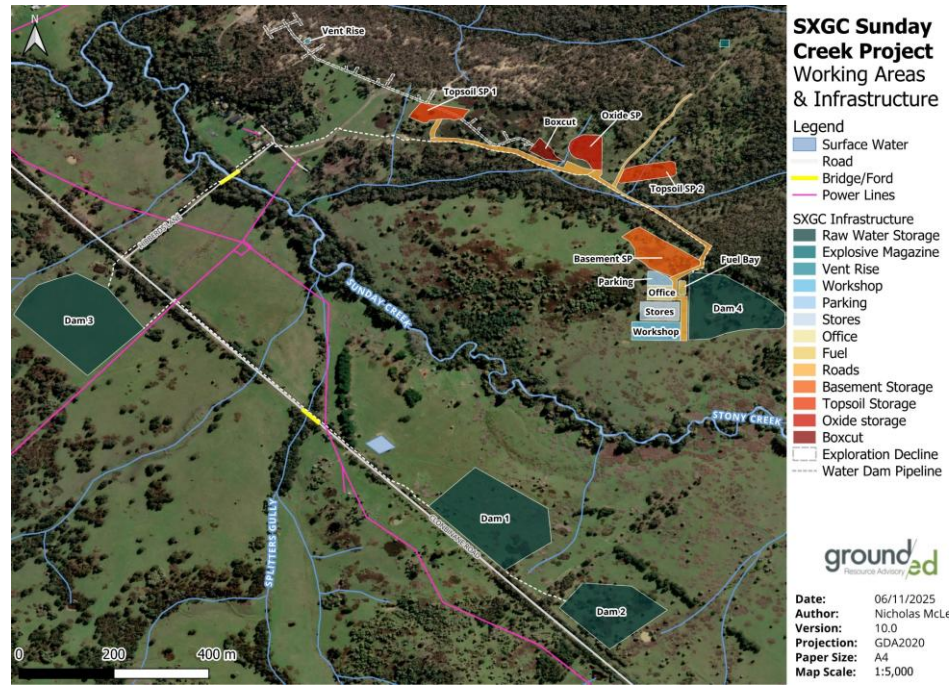 N
Vent Rise
Topsoil SP 1
Boxcut
Oxide SP
Topsoil SP 2
Basement SP
Fuel Bay
Parking
Office
Stores
Workshop
Dam 4
Dam 3
SUNDAY CREEK
STONY CREEK
SPLITTERS GULLY
Dam 1
Dam 2
0 200 400 m
SXGC Sunday
Creek Project
Working Areas
& Infrastructure
Legend
Surface Water
Road
Bridge/Ford
Power Lines
SXGC Infrastructure
Raw Water Storage
Explosive Magazine
Vent Rise
Workshop
Parking
Stores
Office
Fuel
Roads
Basement Storage
Topsoil Storage
Oxide storage
Boxcut
Exploration Decline
Water Dam Pipeline
grounded
Resource Advisory
Date: 06/11/2025
Author: Nicholas McLe
Version: 10.0
Projection: GDA2020
Paper Size: A4
Map Scale: 1:5,000